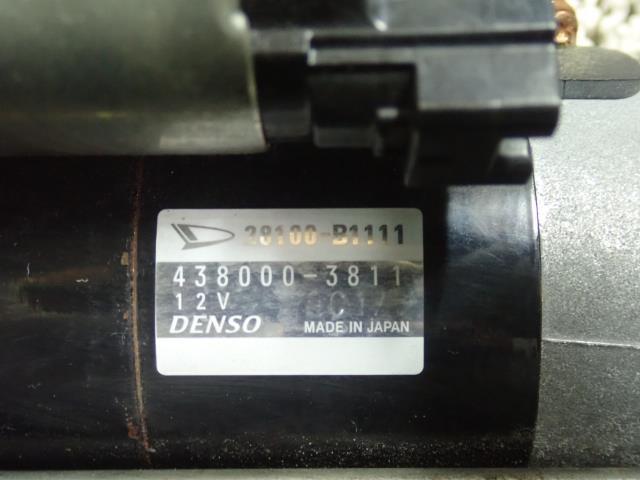 28100-B1111
438000-3811
12V
DENSO MADE IN JAPAN